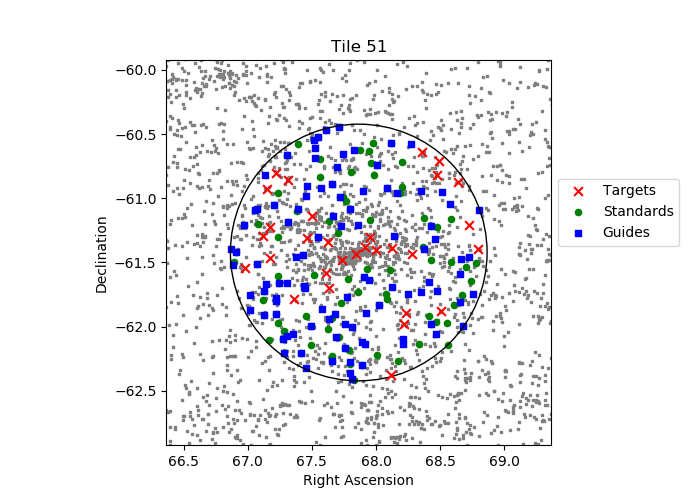 Tile 51
−60.0
−60.5
−61.0
−61.5
−62.0
−62.5
Declination
66.5 67.0 67.5 68.0 68.5 69.0
Right Ascension
Targets
Standards
Guides